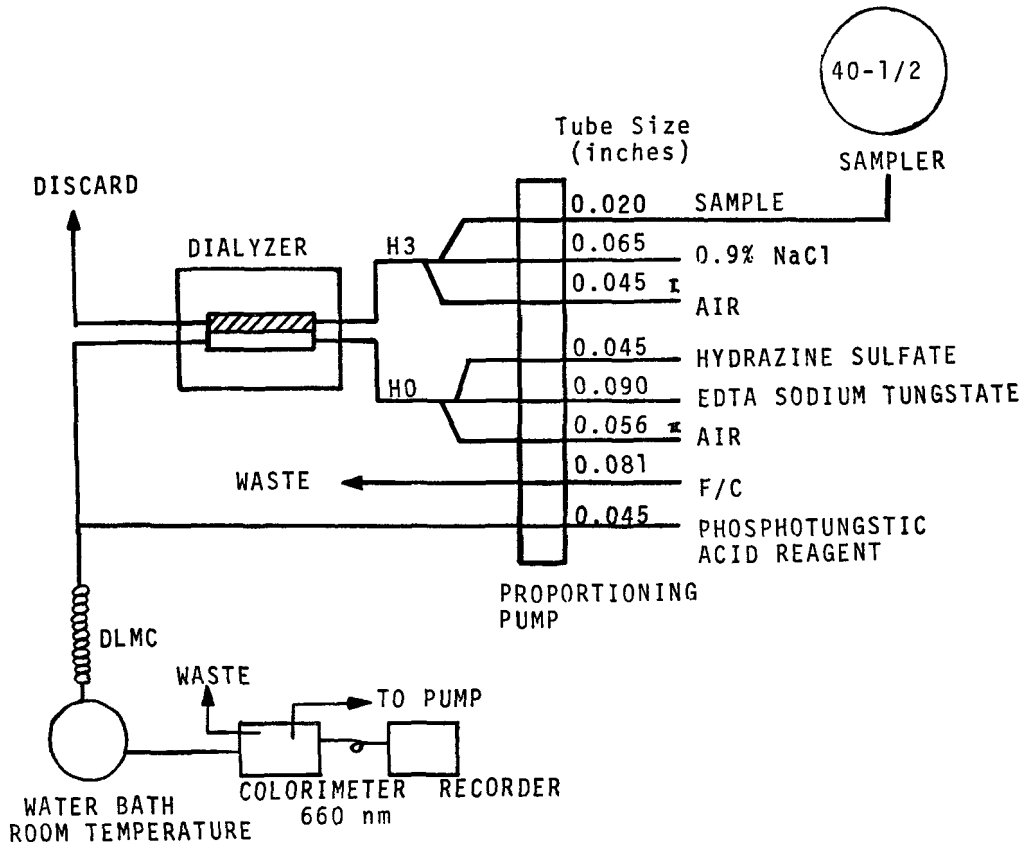 40-1/2
Tube Size
(inches)
SAMPLER
DISCARD
0.020 SAMPLE
DIALYZER
H3
0.065 0.9% NaCl
0.045 I AIR
0.045 HYDRAZINE SULFATE
H0
0.090 EDTA SODIUM TUNGSTATE
0.056 AIR
0.081
WASTE
F/C
0.045 PHOSPHOTUNGSTIC
ACID REAGENT
PROPORTIONING
PUMP
DLMC
WASTE
TO PUMP
COLORIMETER RECORDER
660 nm
WATER BATH
ROOM TEMPERATURE